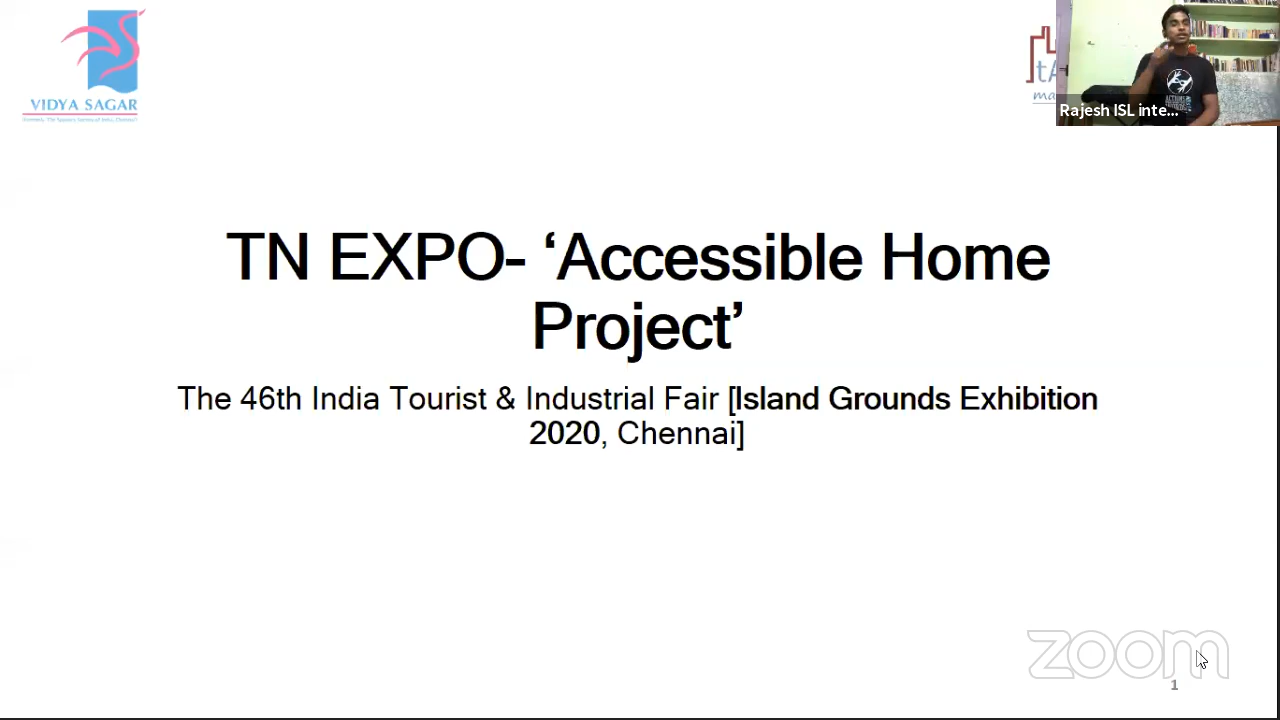 VIDYA SAGAR
Rajesh ISL inte...
TN EXPO- ‘Accessible Home
Project’
The 46th India Tourist & Industrial Fair [Island Grounds Exhibition
2020, Chennai]
zoom
1